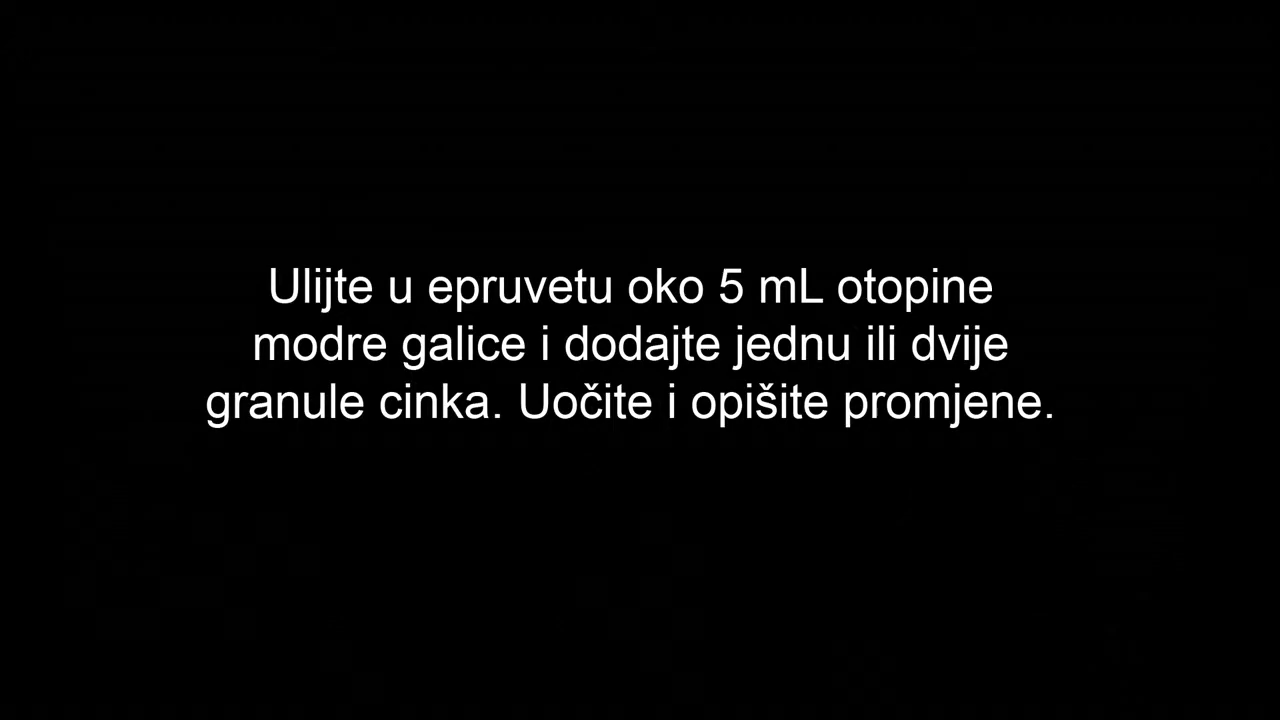 Ulijte u epruvetu oko 5 mL otopine
modre galice i dodajte jednu ili dvije
granule cinka. Uočite i opišite promjene.